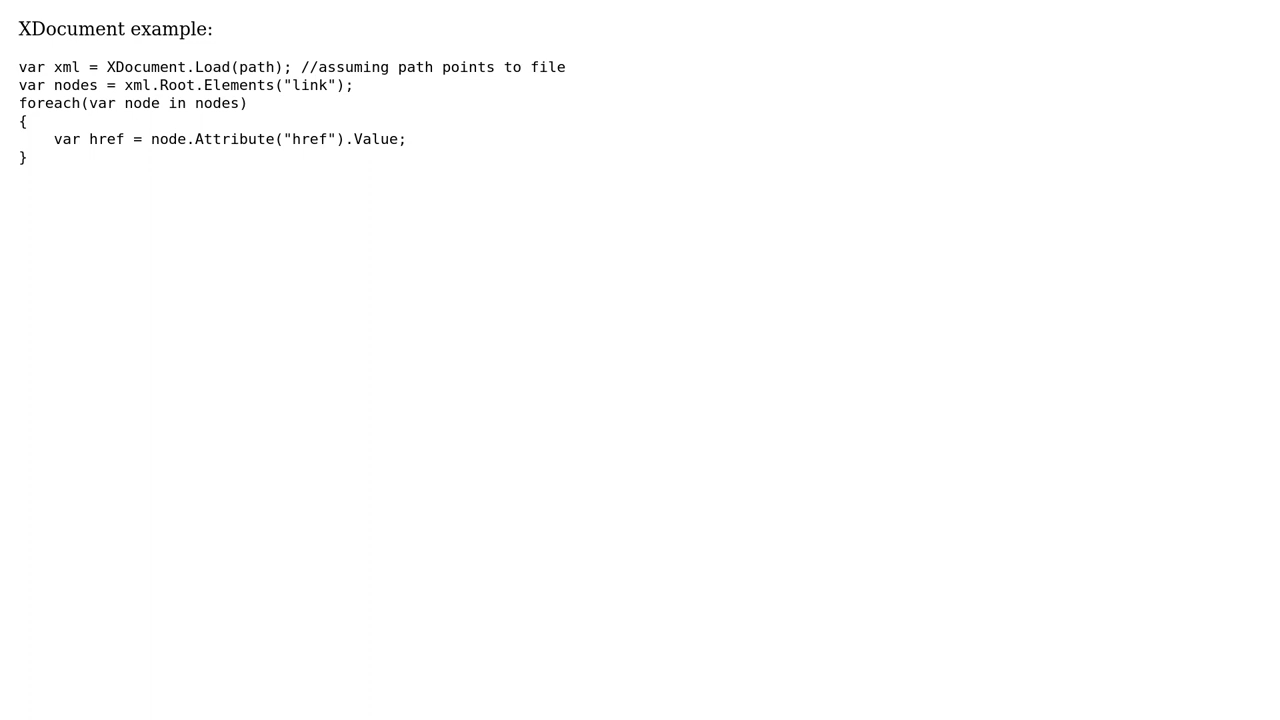 XDocument example:
var xml = XDocument.Load(path); //assuming path points to file
var nodes = xml.Root.Elements("link");
foreach(var node in nodes)
{
    var href = node.Attribute("href").Value;
}